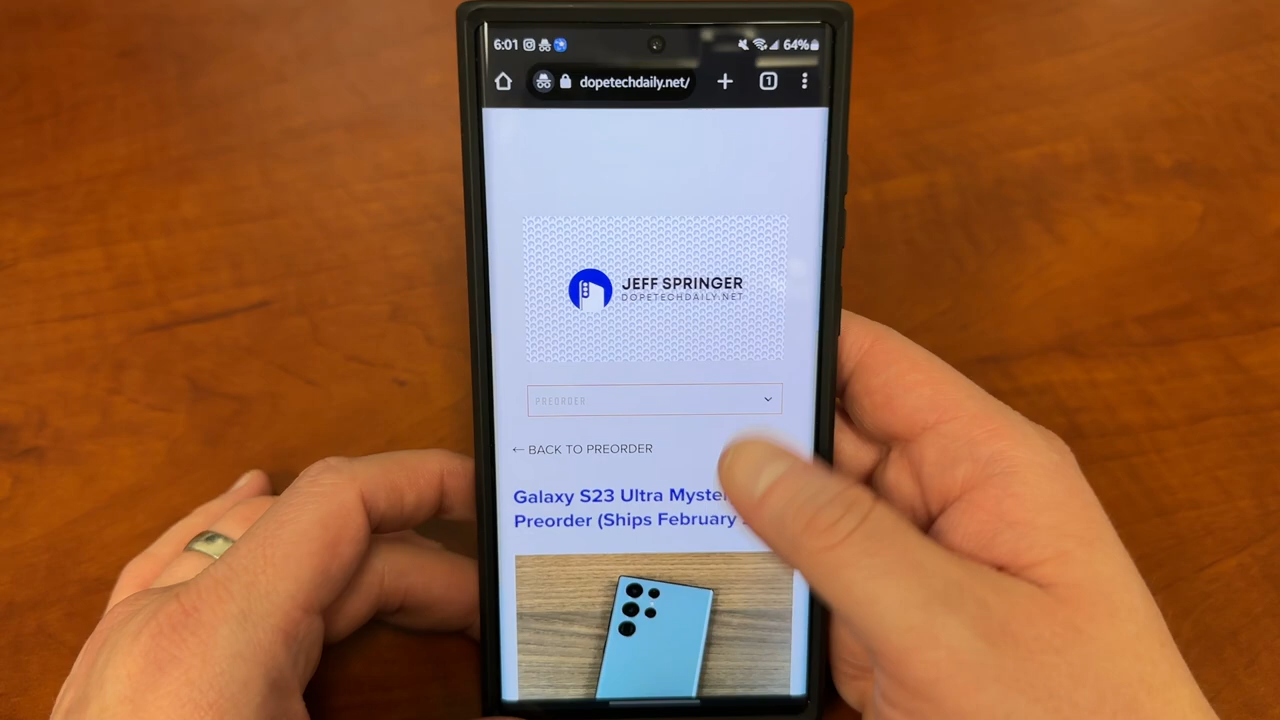 6:01
64%
dopetechdaily.net/
1
JEFF SPRINGER
DOPETECHDAILY.NET
PREORDER
← BACK TO PREORDER
Galaxy S23 Ultra
Preorder (Ships February